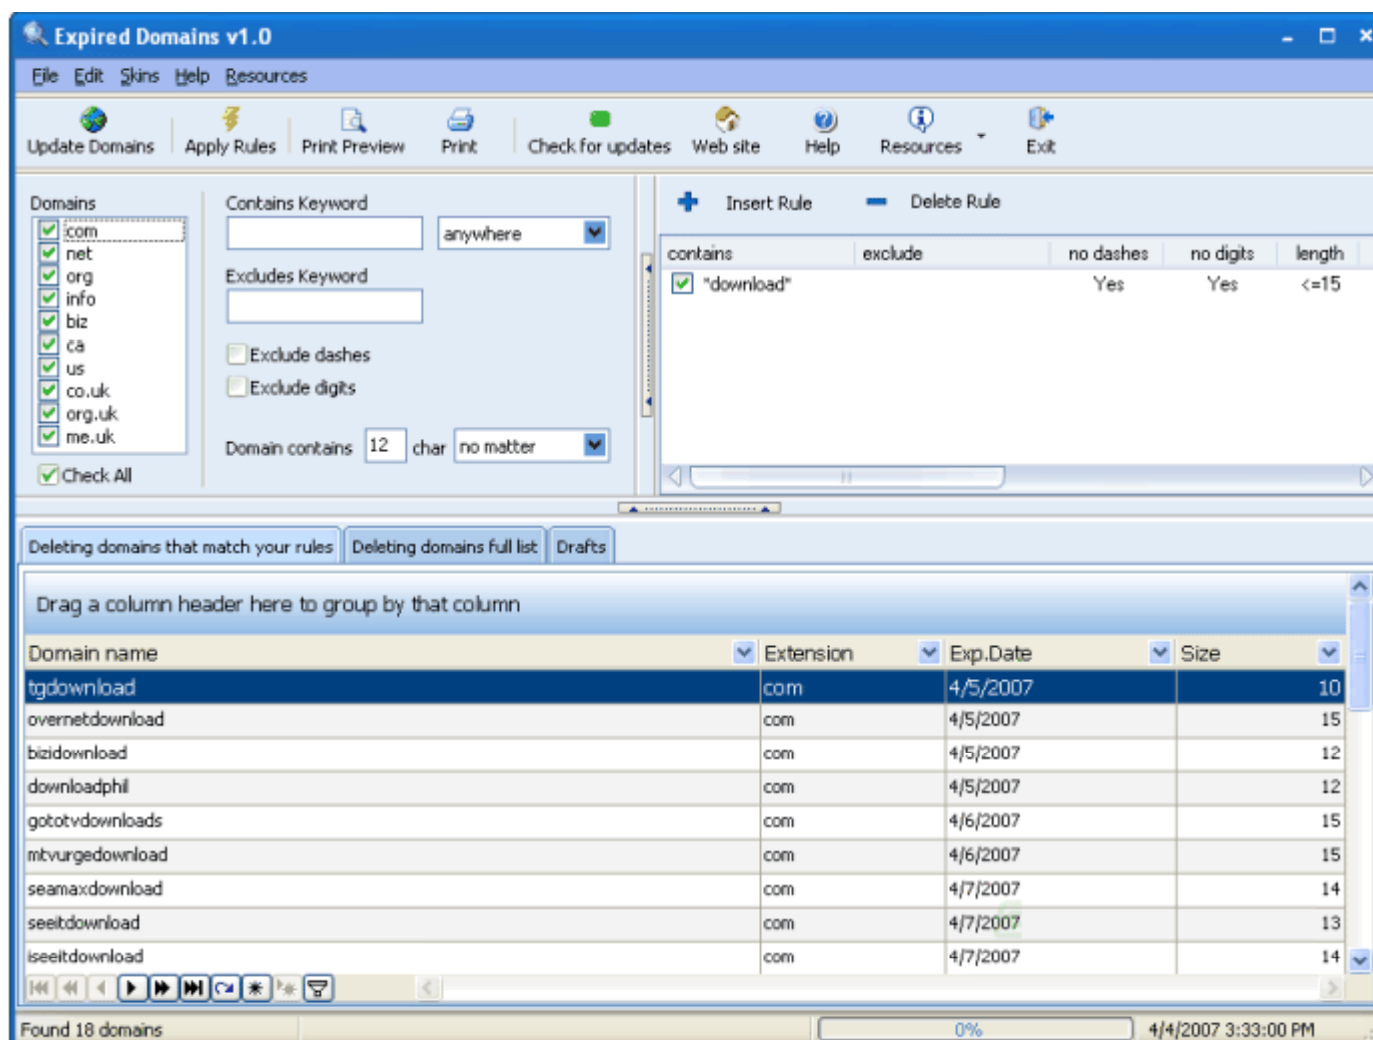 Expired Domains v1.0
File Edit Skins Help Resources
Update Domains Apply Rules Print Preview Print Check for updates Web site Help Resources Exit
Domains
com
net
org
info
biz
ca
us
co.uk
org.uk
me.uk
Check All
Contains Keyword
anywhere
Excludes Keyword
Exclude dashes
Exclude digits
Domain contains 12 char no matter
Insert Rule Delete Rule
contains exclude no dashes no digits length
"download" Yes Yes <=15
Deleting domains that match your rules Deleting domains full list Drafts
Drag a column header here to group by that column
Domain name Extension Exp.Date Size
tgdownload com 4/5/2007 10
overnetdownload com 4/5/2007 15
bizidownload com 4/5/2007 12
downloadphil com 4/5/2007 12
gototvdownloads com 4/6/2007 15
mtvurgedownload com 4/6/2007 15
seamaxdownload com 4/7/2007 14
seeitdownload com 4/7/2007 13
iseeitdownload com 4/7/2007 14
Found 18 domains 0% 4/4/2007 3:33:00 PM